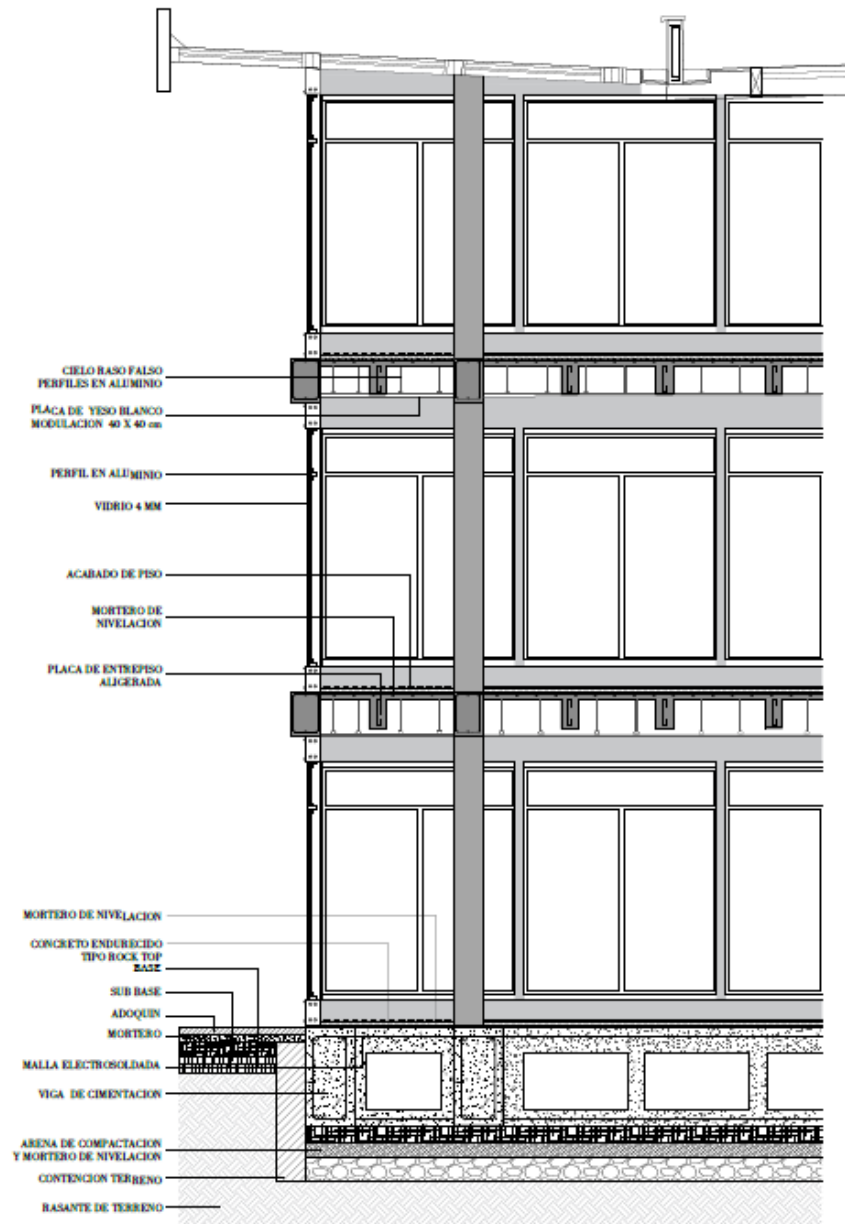 CIELO RASO FALSO
PERFILES EN ALUMINIO
PLACA DE YESO BLANCO
MODULACION 40 X 40 cm
PERFIL EN ALUMINIO
VIDRIO 4 MM
ACABADO DE PISO
MORTERO DE
NIVELACION
PLACA DE ENTREPISO
ALIGERADA
MORTERO DE NIVELACION
CONCRETO ENDURECIDO
TIPO ROCK TOP
BASE
SUB BASE
ADOQUIN
MORTERO
MALLA ELECTROSOLDADA
VIGA DE CIMENTACION
ARENA DE COMPACTACION
Y MORTERO DE NIVELACION
CONTENCION TERRENO
RASANTE DE TERRENO